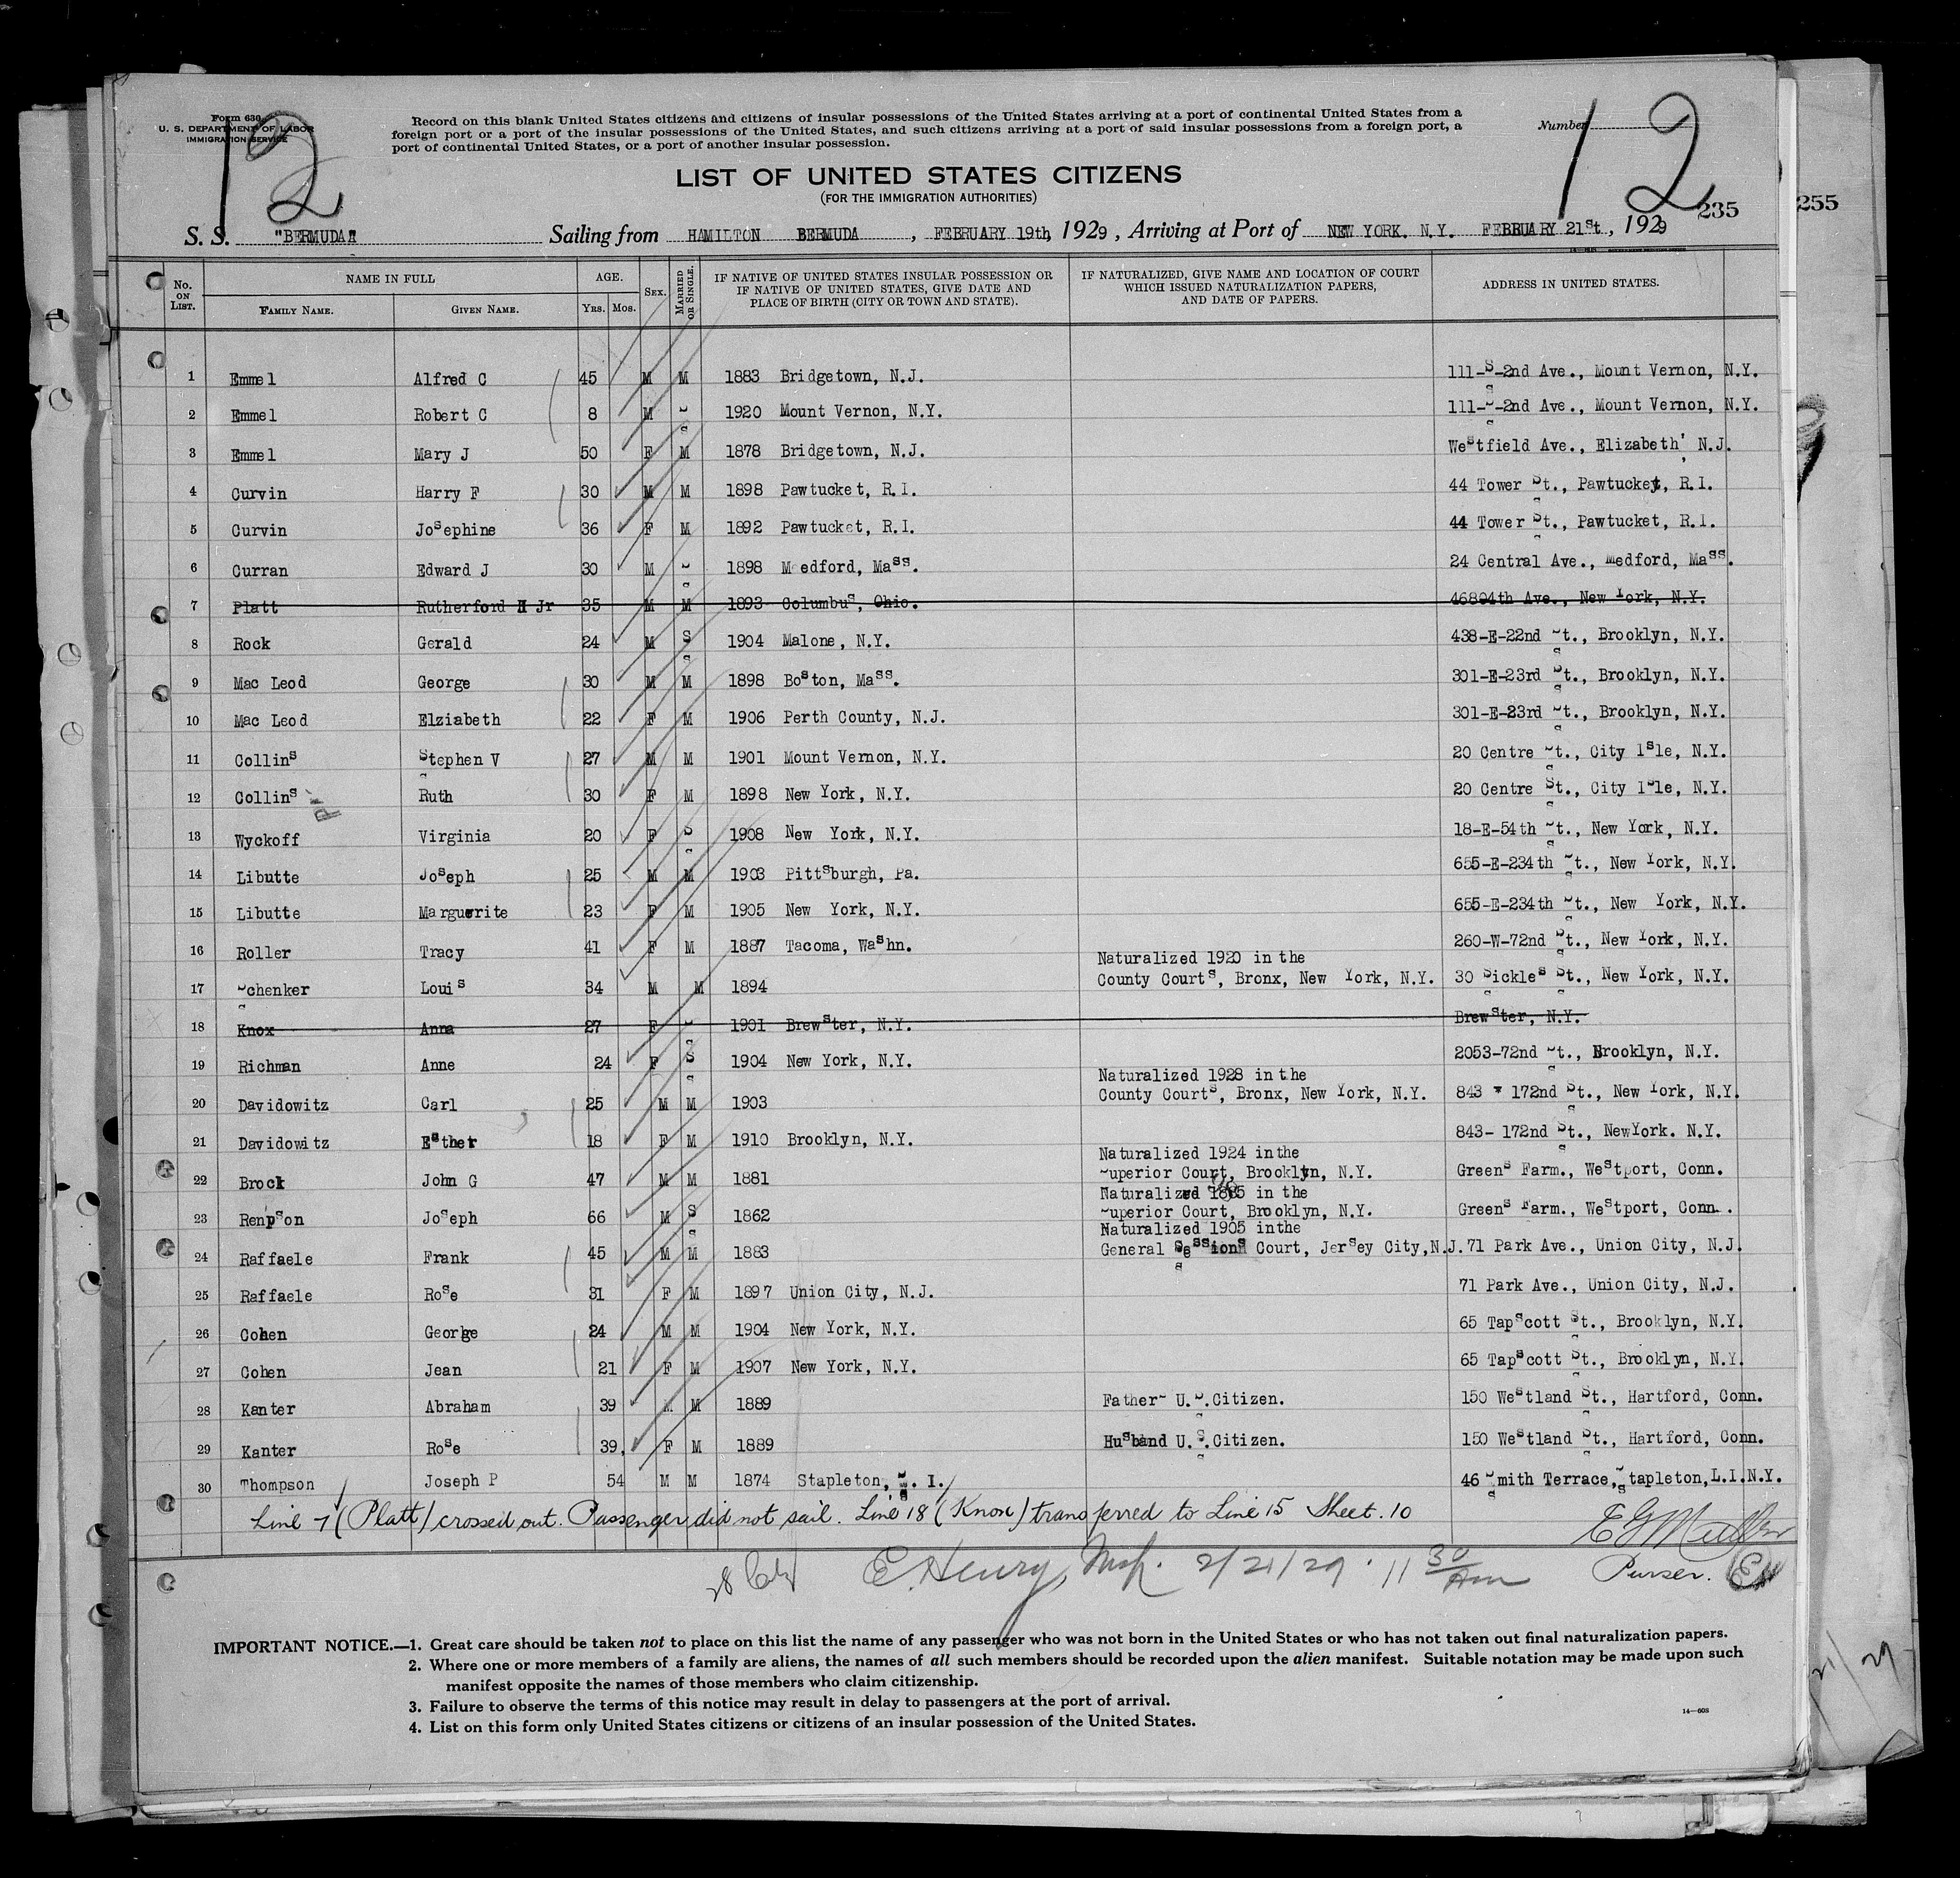 Form 630
U. S. DEPARTMENT OF LABOR
IMMIGRATION SERVICE
12
Record on this blank United States citizens and citizens of insular possessions of the United States arriving at a port of continental United States from a
foreign port or a port of the insular possessions of the United States, and such citizens arriving at a port of said insular possessions from a foreign port, a
port of continental United States, or a port of another insular possession.
Number
12
LIST OF UNITED STATES CITIZENS
(FOR THE IMMIGRATION AUTHORITIES)
235
255
S. S. "BERMUDA" Sailing from HAMILTON BERMUDA, FEBRUARY 19th, 1929, Arriving at Port of NEW YORK. N.Y. FEBRUARY 21st., 1929
No. ON LIST. NAME IN FULL AGE. SEX. MARRIED OR SINGLE. IF NATIVE OF UNITED STATES INSULAR POSSESSION OR IF NATIVE OF UNITED STATES, GIVE DATE AND PLACE OF BIRTH (CITY OR TOWN AND STATE). IF NATURALIZED, GIVE NAME AND LOCATION OF COURT WHICH ISSUED NATURALIZATION PAPERS, AND DATE OF PAPERS. ADDRESS IN UNITED STATES.
FAMILY NAME. GIVEN NAME. YRS. MOS.
1 Emmel Alfred C 45 M M 1883 Bridgetown, N.J. 111-S-2nd Ave., Mount Vernon, N.Y.
2 Emmel Robert C 8 M S 1920 Mount Vernon, N.Y. 111-S-2nd Ave., Mount Vernon, N.Y.
3 Emmel Mary J 50 F M 1878 Bridgetown, N.J. Westfield Ave., Elizabeth, N.J.
4 Curvin Harry F 30 M M 1898 Pawtucket, R.I. 44 Tower St., Pawtucket, R.I.
5 Curvin Josephine 36 F M 1892 Pawtucket, R.I. 44 Tower St., Pawtucket, R.I.
6 Curran Edward J 30 M S 1898 Medford, Mass. 24 Central Ave., Medford, Mass.
7 Platt Rutherford H Jr 35 M M 1893 Columbus, Ohio. 46804th Ave., New York, N.Y.
8 Rock Gerald 24 M S 1904 Malone, N.Y. 438-E-22nd St., Brooklyn, N.Y.
9 Mac Leod George 30 M M 1898 Boston, Mass. 301-E-23rd St., Brooklyn, N.Y.
10 Mac Leod Elziabeth 22 F M 1906 Perth County, N.J. 301-E-23rd St., Brooklyn, N.Y.
11 Collins Stephen V 27 M M 1901 Mount Vernon, N.Y. 20 Centre St., City Isle, N.Y.
12 Collins Ruth 30 F M 1898 New York, N.Y. 20 Centre St., City Isle, N.Y.
13 Wyckoff Virginia 20 F S 1908 New York, N.Y. 18-E-54th St., New York, N.Y.
14 Libutte Joseph 25 M M 1903 Pittsburgh, Pa. 655-E-234th St., New York, N.Y.
15 Libutte Marguerite 23 F M 1905 New York, N.Y. 655-E-234th St., New York, N.Y.
16 Roller Tracy 41 F M 1887 Tacoma, Washn. 260-W-72nd St., New York, N.Y.
Naturalized 1920 in the
17 Schenker Louis 34 M M 1894 County Courts, Bronx, New York, N.Y. 30 Sickles St., New York, N.Y.
18 Knox Anna 27 F S 1901 Brewster, N.Y. Brewster, N.Y.
19 Richman Anne 24 F S 1904 New York, N.Y. 2053-72nd St., Brooklyn, N.Y.
Naturalized 1928 in the
20 Davidowitz Carl 25 M M 1903 County Courts, Bronx, New York, N.Y. 843 - 172nd St., New York, N.Y.
21 Davidowitz Esther 18 F M 1910 Brooklyn, N.Y. 843- 172nd St., NewYork. N.Y.
Naturalized 1924 in the
22 Brock John G 47 M M 1881 Superior Court, Brooklyn, N.Y. Greens Farm., Westport, Conn.
Naturalized in the
23 Renpson Joseph 66 M S 1862 Superior Court, Brooklyn, N.Y. Greens Farm., Westport, Conn.
Naturalized 1905 in the
24 Raffaele Frank 45 M M 1883 General Sessions Court, Jersey City, N.J. 71 Park Ave., Union City, N.J.
25 Raffaele Rose 31 F M 1897 Union City, N.J. 71 Park Ave., Union City, N.J.
26 Cohen George 24 M M 1904 New York, N.Y. 65 Tapscott St., Brooklyn, N.Y.
27 Cohen Jean 21 F M 1907 New York, N.Y. 65 Tapscott St., Brooklyn, N.Y.
28 Kanter Abraham 39 M M 1889 Father- U.S.Citizen. 150 Westland St., Hartford, Conn.
29 Kanter Rose 39, F M 1889 Husband U.S.Citizen. 150 Westland St., Hartford, Conn.
30 Thompson Joseph P 54 M M 1874 Stapleton, S.I. 46 Smith Terrace, Stapleton, L.I.N.Y.
Line 7 (Platt) crossed out. Passenger did not sail. Line 18 (Knox) transferred to Line 15 Sheet. 10
28 E. Henry, Insp. 2/21/29 11 30 Am Purser. EH
IMPORTANT NOTICE.—1. Great care should be taken not to place on this list the name of any passenger who was not born in the United States or who has not taken out final naturalization papers.
2. Where one or more members of a family are aliens, the names of all such members should be recorded upon the alien manifest. Suitable notation may be made upon such
manifest opposite the names of those members who claim citizenship.
3. Failure to observe the terms of this notice may result in delay to passengers at the port of arrival.
4. List on this form only United States citizens or citizens of an insular possession of the United States.
14—603